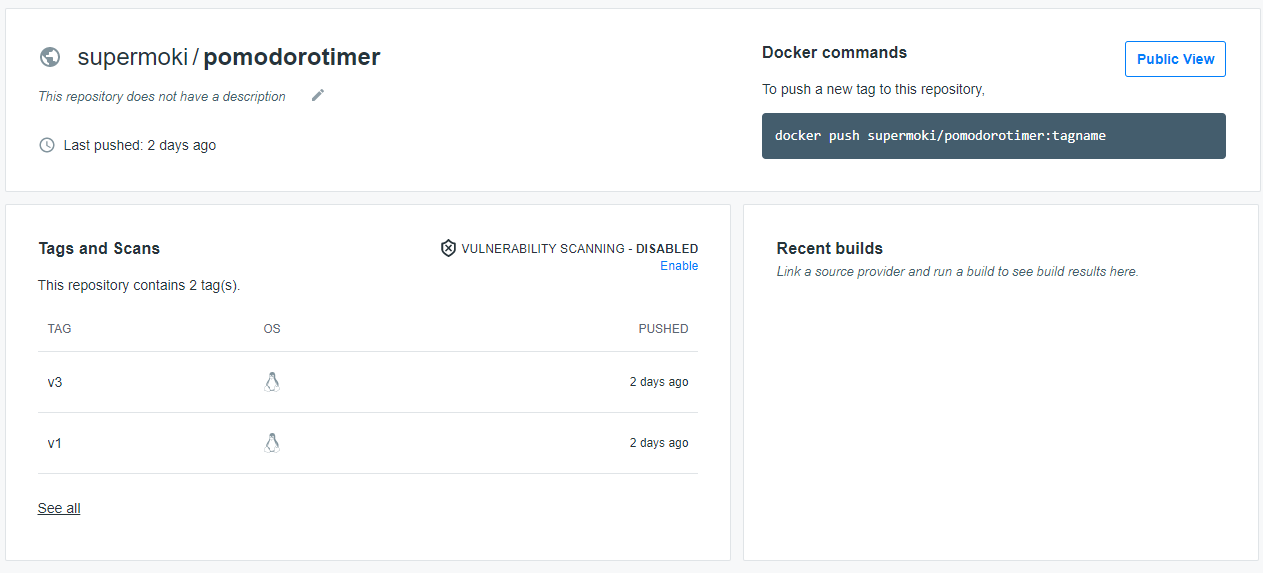 supermoki / pomodorotimer
This repository does not have a description
Last pushed: 2 days ago
Docker commands
Public View
To push a new tag to this repository,
docker push supermoki/pomodorotimer:tagname
Tags and Scans
VULNERABILITY SCANNING - DISABLED
Enable
This repository contains 2 tag(s).
TAG OS PUSHED
v3 2 days ago
v1 2 days ago
See all
Recent builds
Link a source provider and run a build to see build results here.